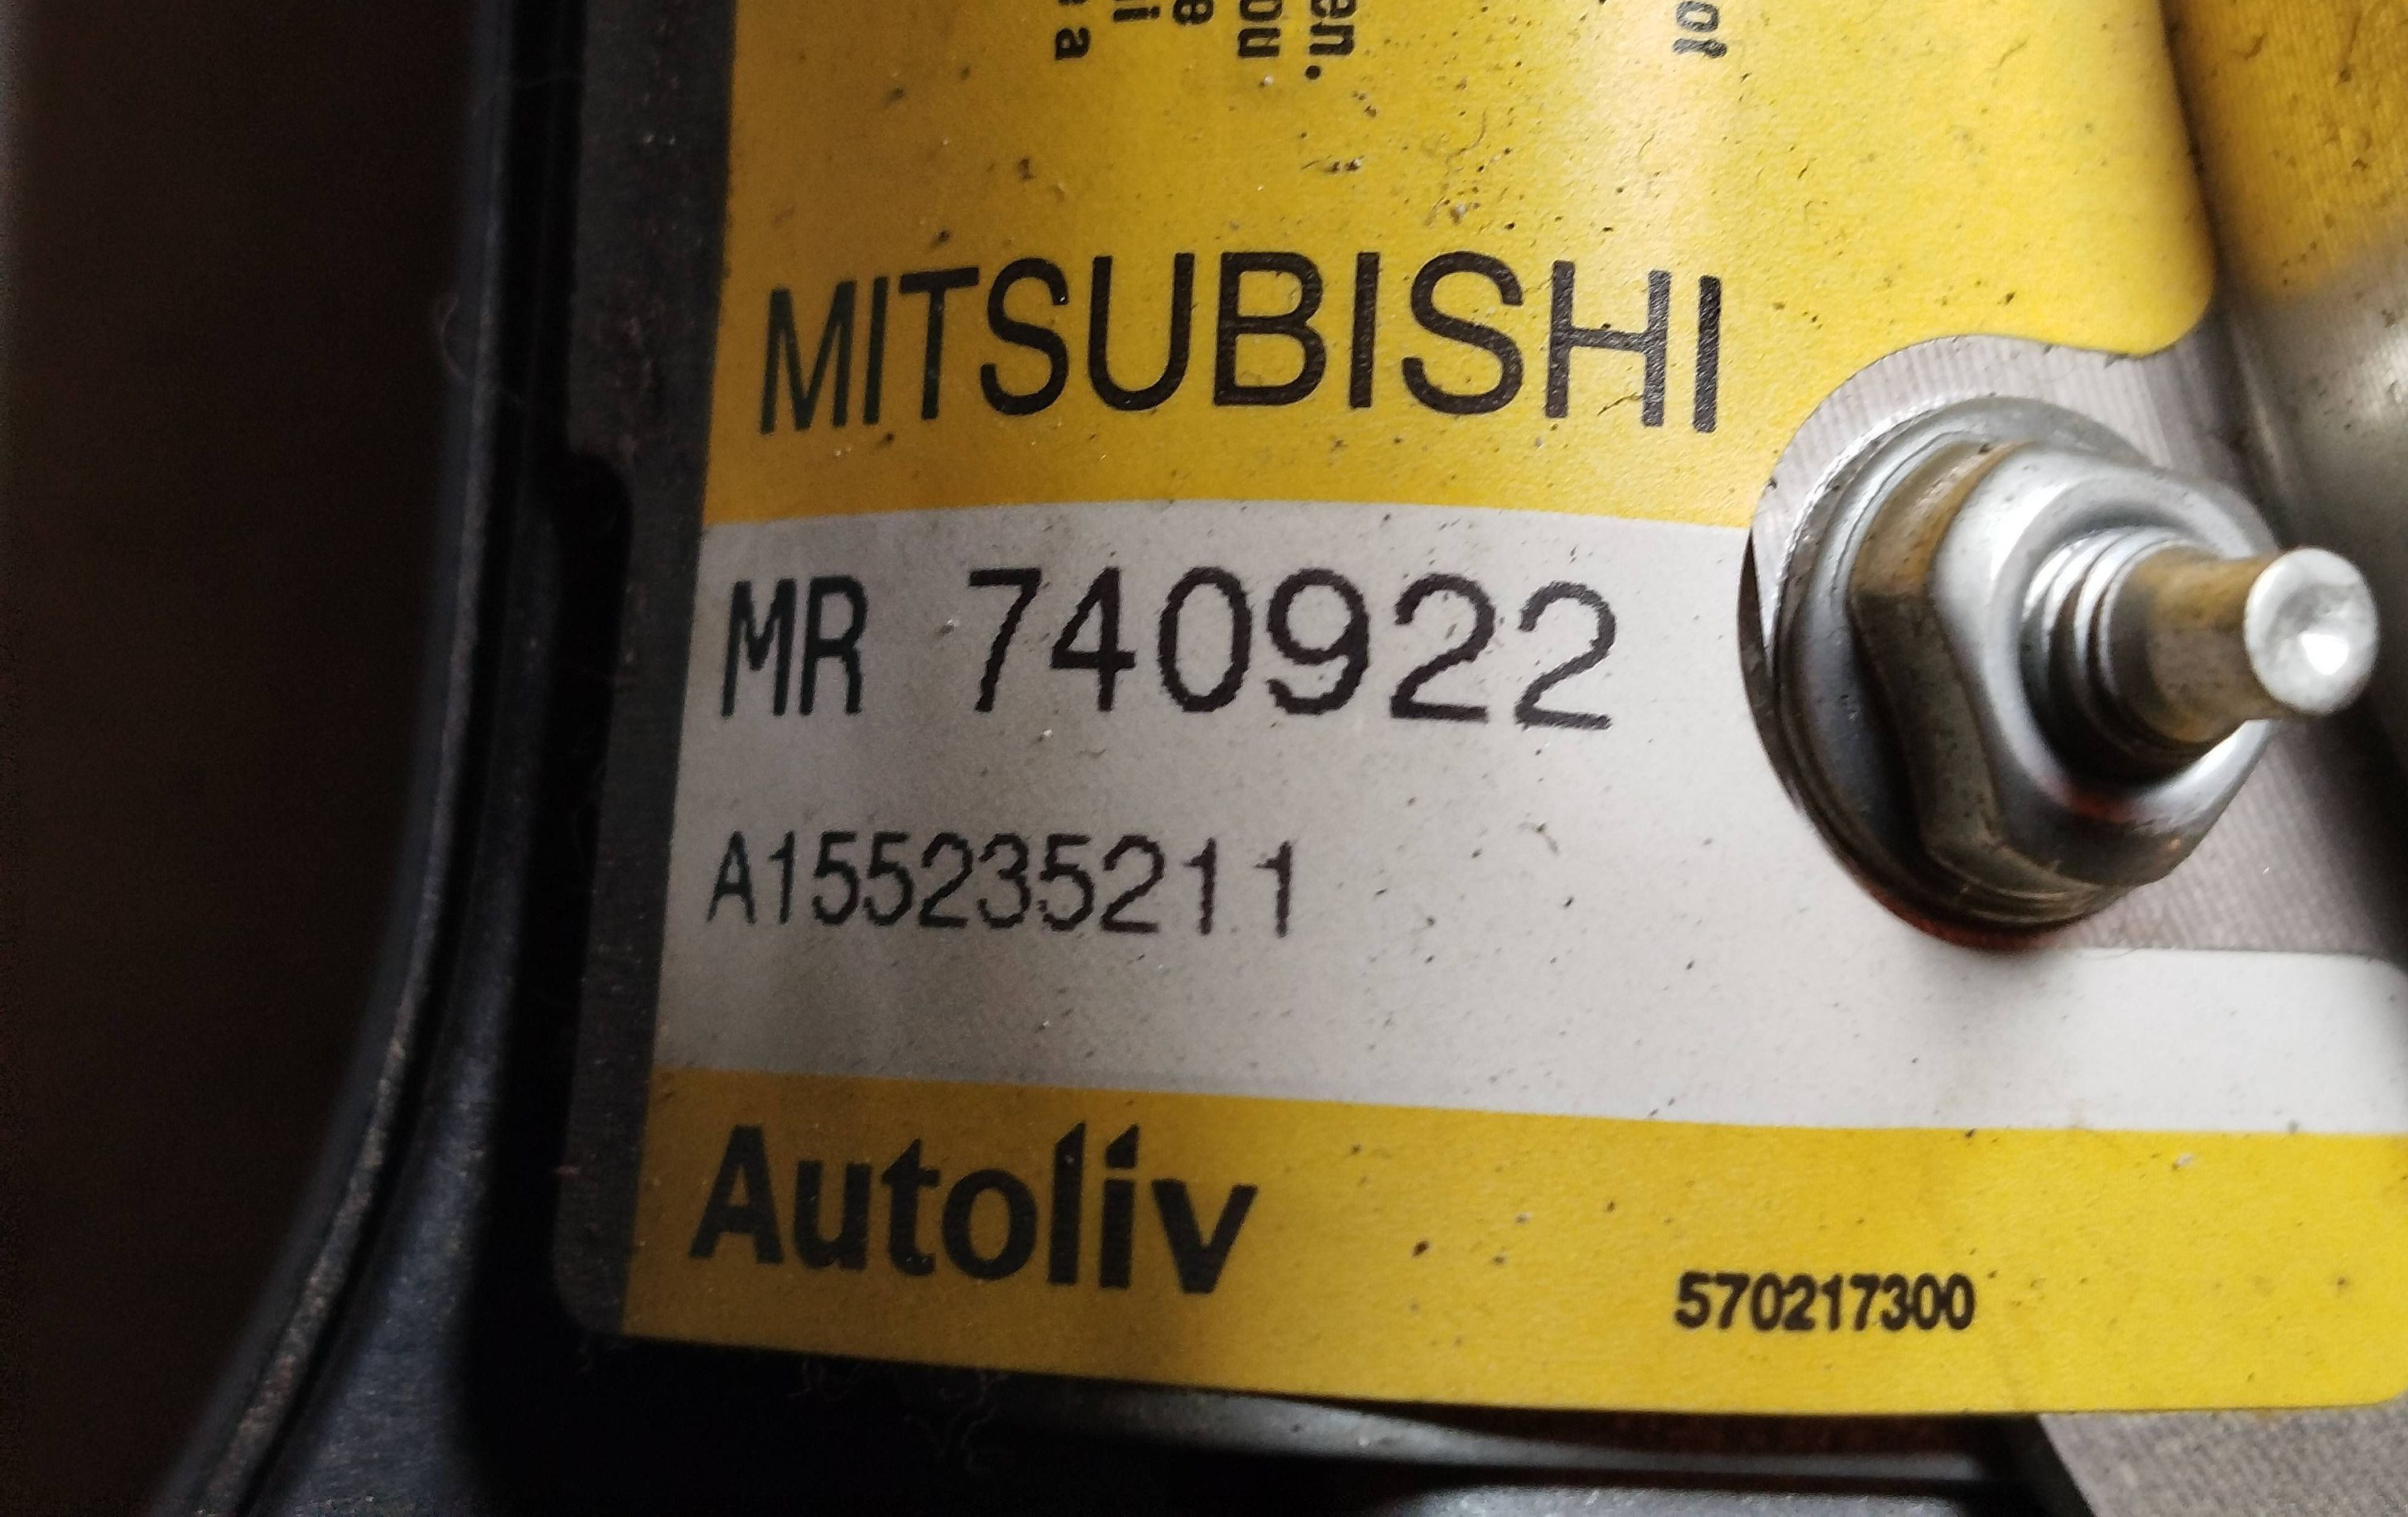 MITSUBISHI
MR 740922
A155235211
Autoliv
570217300